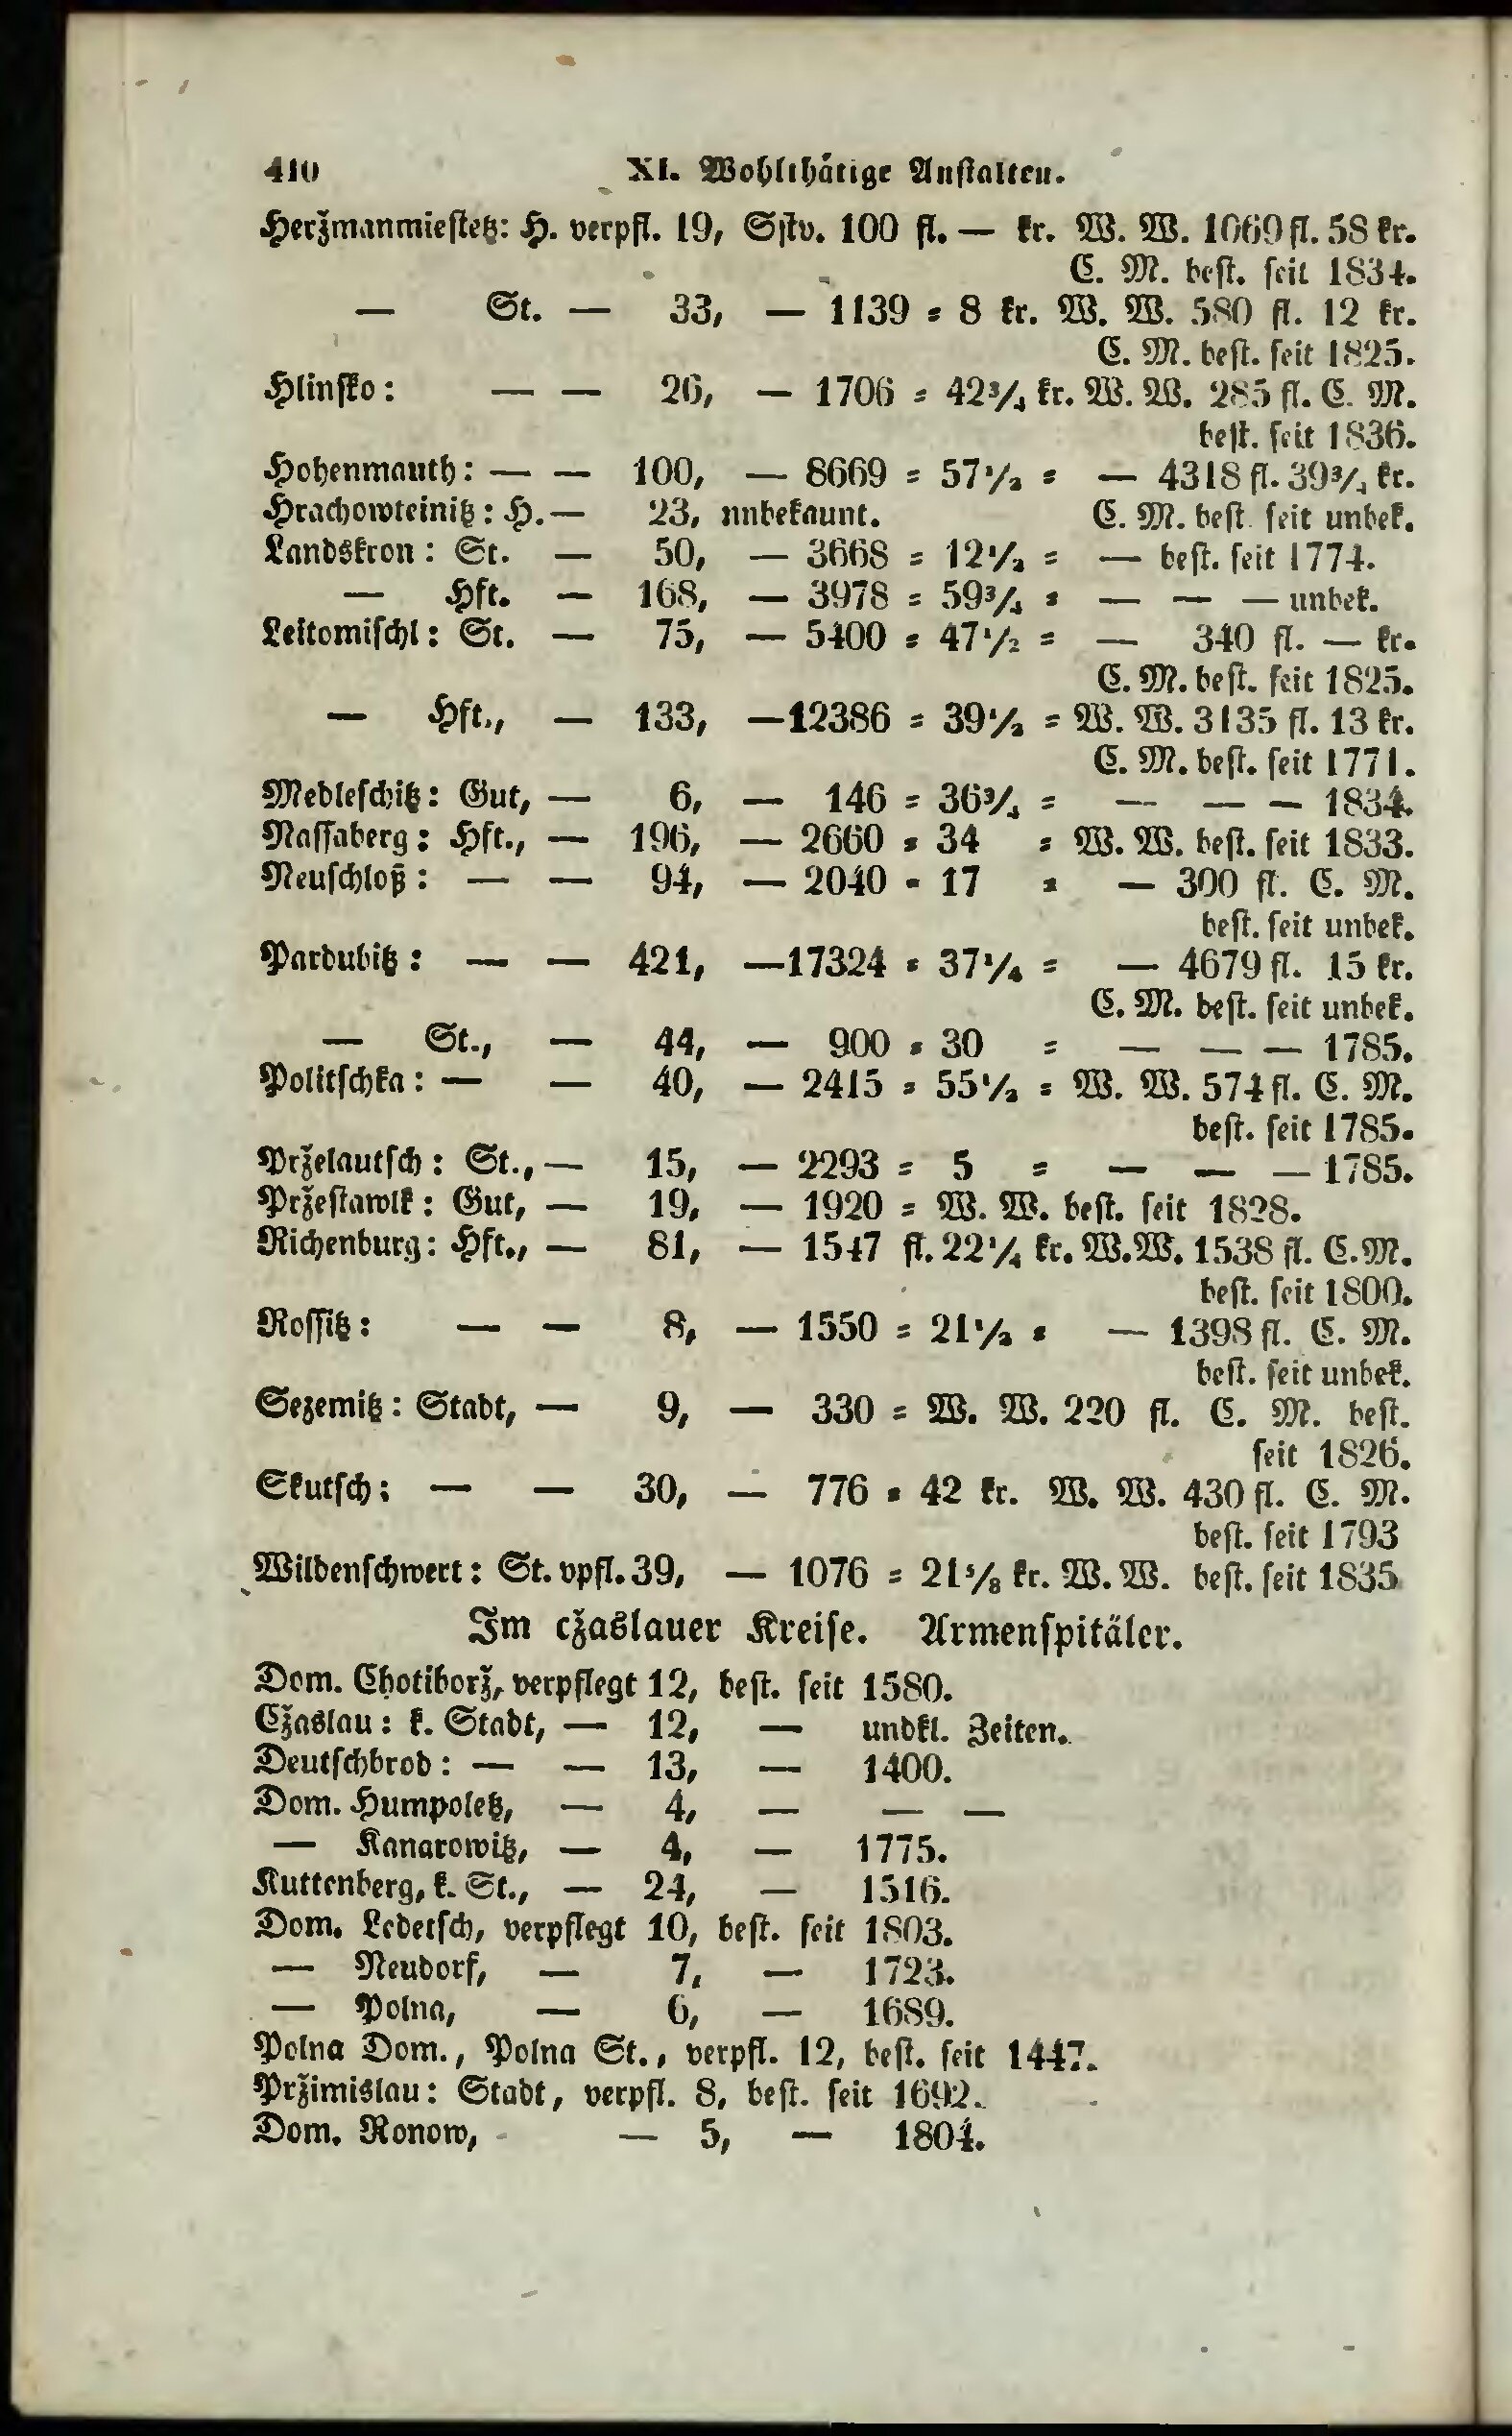 410 XI. Wohlthätige Anstalten.
Heržmanmiestetz: H. verpfl. 19, Sstv. 100 fl. — kr. W. W. 1069 fl. 58 kr.
C. M. best. seit 1834.
— St. — 33, — 1139 = 8 kr. W. W. 580 fl. 12 kr.
C. M. best. seit 1825.
Hlinsko: — — 26, — 1706 = 42¾ kr. W. W. 285 fl. C. M.
best. seit 1836.
Hohenmauth: — — 100, — 8669 = 57½ = — 4318 fl. 39¾ kr.
Hrachowteinitz: H. — 23, unbekannt. C. M. best. seit unbek.
Landskron: St. — 50, — 3668 = 12½ = — best. seit 1774.
— Hft. — 168, — 3978 = 59¾ = — — — unbek.
Leitomischl: St. — 75, — 5400 = 47½ = — 340 fl. — kr.
C. M. best. seit 1825.
— Hft., — 133, —12386 = 39½ = W. W. 3135 fl. 13 kr.
C. M. best. seit 1771.
Medleschitz: Gut, — 6, — 146 = 36¾ = — — — 1834.
Nassaberg: Hft., — 196, — 2660 = 34 = W. W. best. seit 1833.
Neuschloß: — — 94, — 2040 = 17 = — 300 fl. C. M.
best. seit unbek.
Pardubitz: — — 421, —17324 = 37¼ = — 4679 fl. 15 kr.
C. M. best. seit unbek.
— St., — 44, — 900 = 30 = — — — 1785.
Politschka: — — 40, — 2415 = 55½ = W. W. 574 fl. C. M.
best. seit 1785.
Prželautsch: St., — 15, — 2293 = 5 = — — — 1785.
Pržestawlk: Gut, — 19, — 1920 = W. W. best. seit 1828.
Richenburg: Hft., — 81, — 1547 fl. 22¼ kr. W. W. 1538 fl. C. M.
best. seit 1800.
Rossitz: — — 8, — 1550 = 21½ = — 1398 fl. C. M.
best. seit unbek.
Sezemitz: Stadt, — 9, — 330 = W. W. 220 fl. C. M. best.
seit 1826.
Skutsch: — — 30, — 776 = 42 kr. W. W. 430 fl. C. M.
best. seit 1793
Wildenschwert: St. vpfl. 39, — 1076 = 21⅝ kr. W. W. best. seit 1835
Im cžaslauer Kreise. Armenspitäler.
Dom. Chotiborž, verpflegt 12, best. seit 1580.
Cžaslau: k. Stadt, — 12, — undkl. Zeiten.
Deutschbrod: — — 13, — 1400.
Dom. Humpoletz, — 4, — — —
— Kanarowitz, — 4, — 1775.
Kuttenberg, k. St., — 24, — 1516.
Dom. Ledetsch, verpflegt 10, best. seit 1803.
— Neudorf, — 7, — 1723.
— Polna, — 6, — 1689.
Polna Dom., Polna St., verpfl. 12, best. seit 1447.
Pržimislau: Stadt, verpfl. 8, best. seit 1692.
Dom. Ronow, — 5, — 1804.